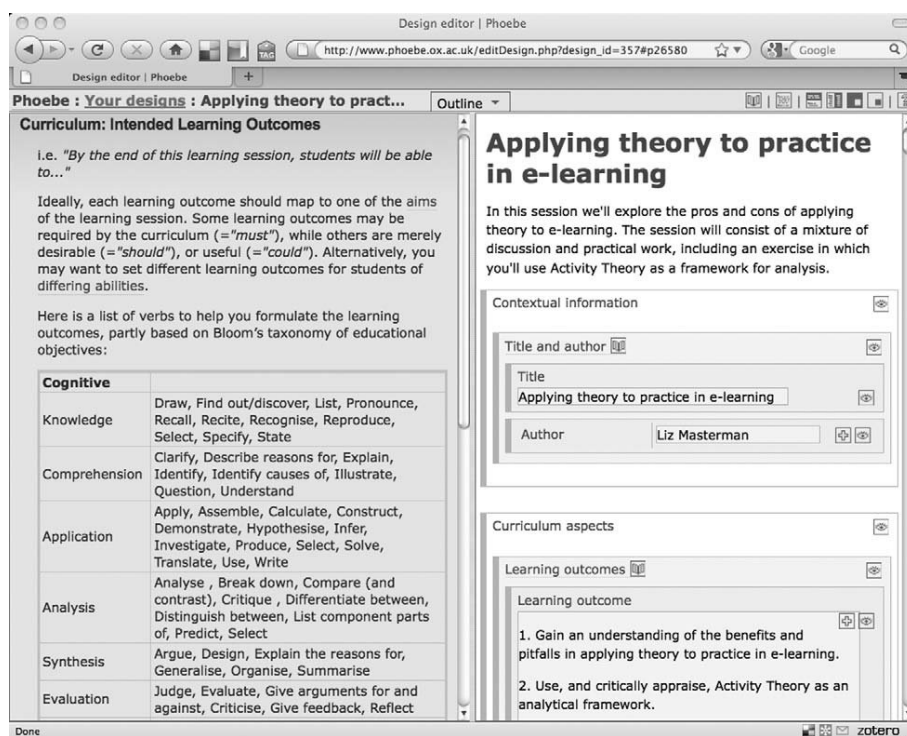 Design editor | Phoebe
TAG
http://www.phoebe.ox.ac.uk/editDesign.php?design_id=357#p26580
Google
Design editor | Phoebe
Phoebe : Your designs : Applying theory to pract...
Outline
Curriculum: Intended Learning Outcomes
i.e. "By the end of this learning session, students will be able
to..."
Ideally, each learning outcome should map to one of the aims
of the learning session. Some learning outcomes may be
required by the curriculum (="must"), while others are merely
desirable (="should"), or useful (="could"). Alternatively, you
may want to set different learning outcomes for students of
differing abilities.
Here is a list of verbs to help you formulate the learning
outcomes, partly based on Bloom's taxonomy of educational
objectives:
Cognitive
Knowledge
Draw, Find out/discover, List, Pronounce,
Recall, Recite, Recognise, Reproduce,
Select, Specify, State
Comprehension
Clarify, Describe reasons for, Explain,
Identify, Identify causes of, Illustrate,
Question, Understand
Application
Apply, Assemble, Calculate, Construct,
Demonstrate, Hypothesise, Infer,
Investigate, Produce, Select, Solve,
Translate, Use, Write
Analysis
Analyse , Break down, Compare (and
contrast), Critique , Differentiate between,
Distinguish between, List component parts
of, Predict, Select
Synthesis
Argue, Design, Explain the reasons for,
Generalise, Organise, Summarise
Evaluation
Judge, Evaluate, Give arguments for and
against, Criticise, Give feedback, Reflect
Applying theory to practice
in e-learning
In this session we'll explore the pros and cons of applying
theory to e-learning. The session will consist of a mixture of
discussion and practical work, including an exercise in which
you'll use Activity Theory as a framework for analysis.
Contextual information
Title and author
Title
Applying theory to practice in e-learning
Author
Liz Masterman
Curriculum aspects
Learning outcomes
Learning outcome
1. Gain an understanding of the benefits and
pitfalls in applying theory to practice in e-learning.
2. Use, and critically appraise, Activity Theory as an
analytical framework.
Done
zotero